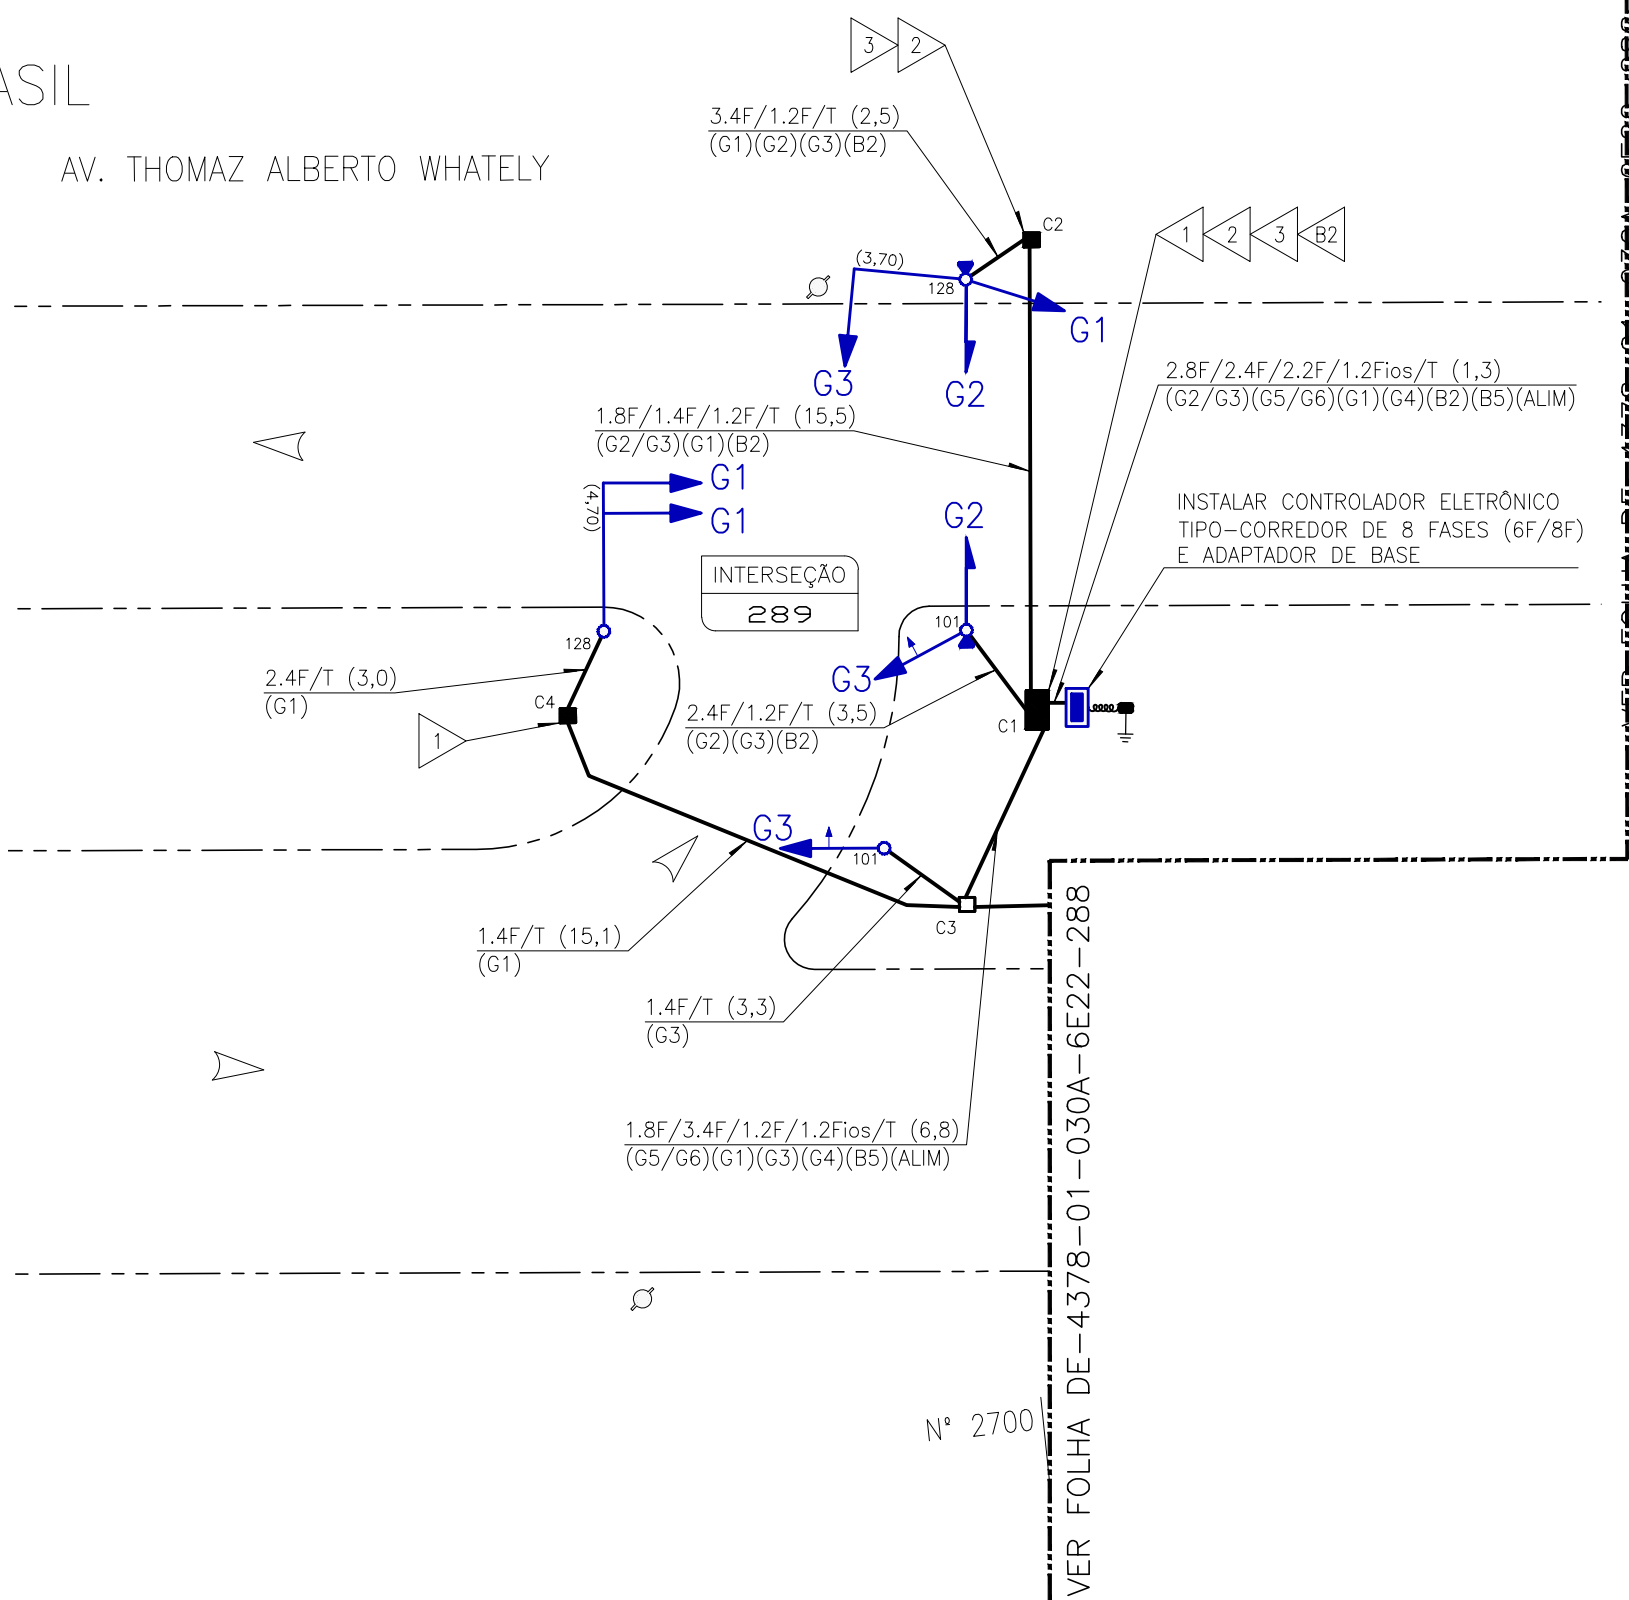 ASIL
AV. THOMAZ ALBERTO WHATELY
3
2
3.4F/1.2F/T (2,5)
(G1)(G2)(G3)(B2)
C2
1
2
3
B2
(3,70)
128
G1
G3
G2
2.8F/2.4F/2.2F/1.2Fios/T (1,3)
(G2/G3)(G5/G6)(G1)(G4)(B2)(B5)(ALIM)
1.8F/1.4F/1.2F/T (15,5)
(G2/G3)(G1)(B2)
G1
(4,70)
G1
G2
INSTALAR CONTROLADOR ELETRÔNICO
TIPO-CORREDOR DE 8 FASES (6F/8F)
E ADAPTADOR DE BASE
INTERSEÇÃO
289
101
128
G3
2.4F/T (3,0)
(G1)
C4
1
2.4F/1.2F/T (3,5)
(G2)(G3)(B2)
C1
G3
101
C3
1.4F/T (15,1)
(G1)
1.4F/T (3,3)
(G3)
1.8F/3.4F/1.2F/1.2Fios/T (6,8)
(G5/G6)(G1)(G3)(G4)(B5)(ALIM)
Nº 2700
VER FOLHA DE-4378-01-030A-6E22-288